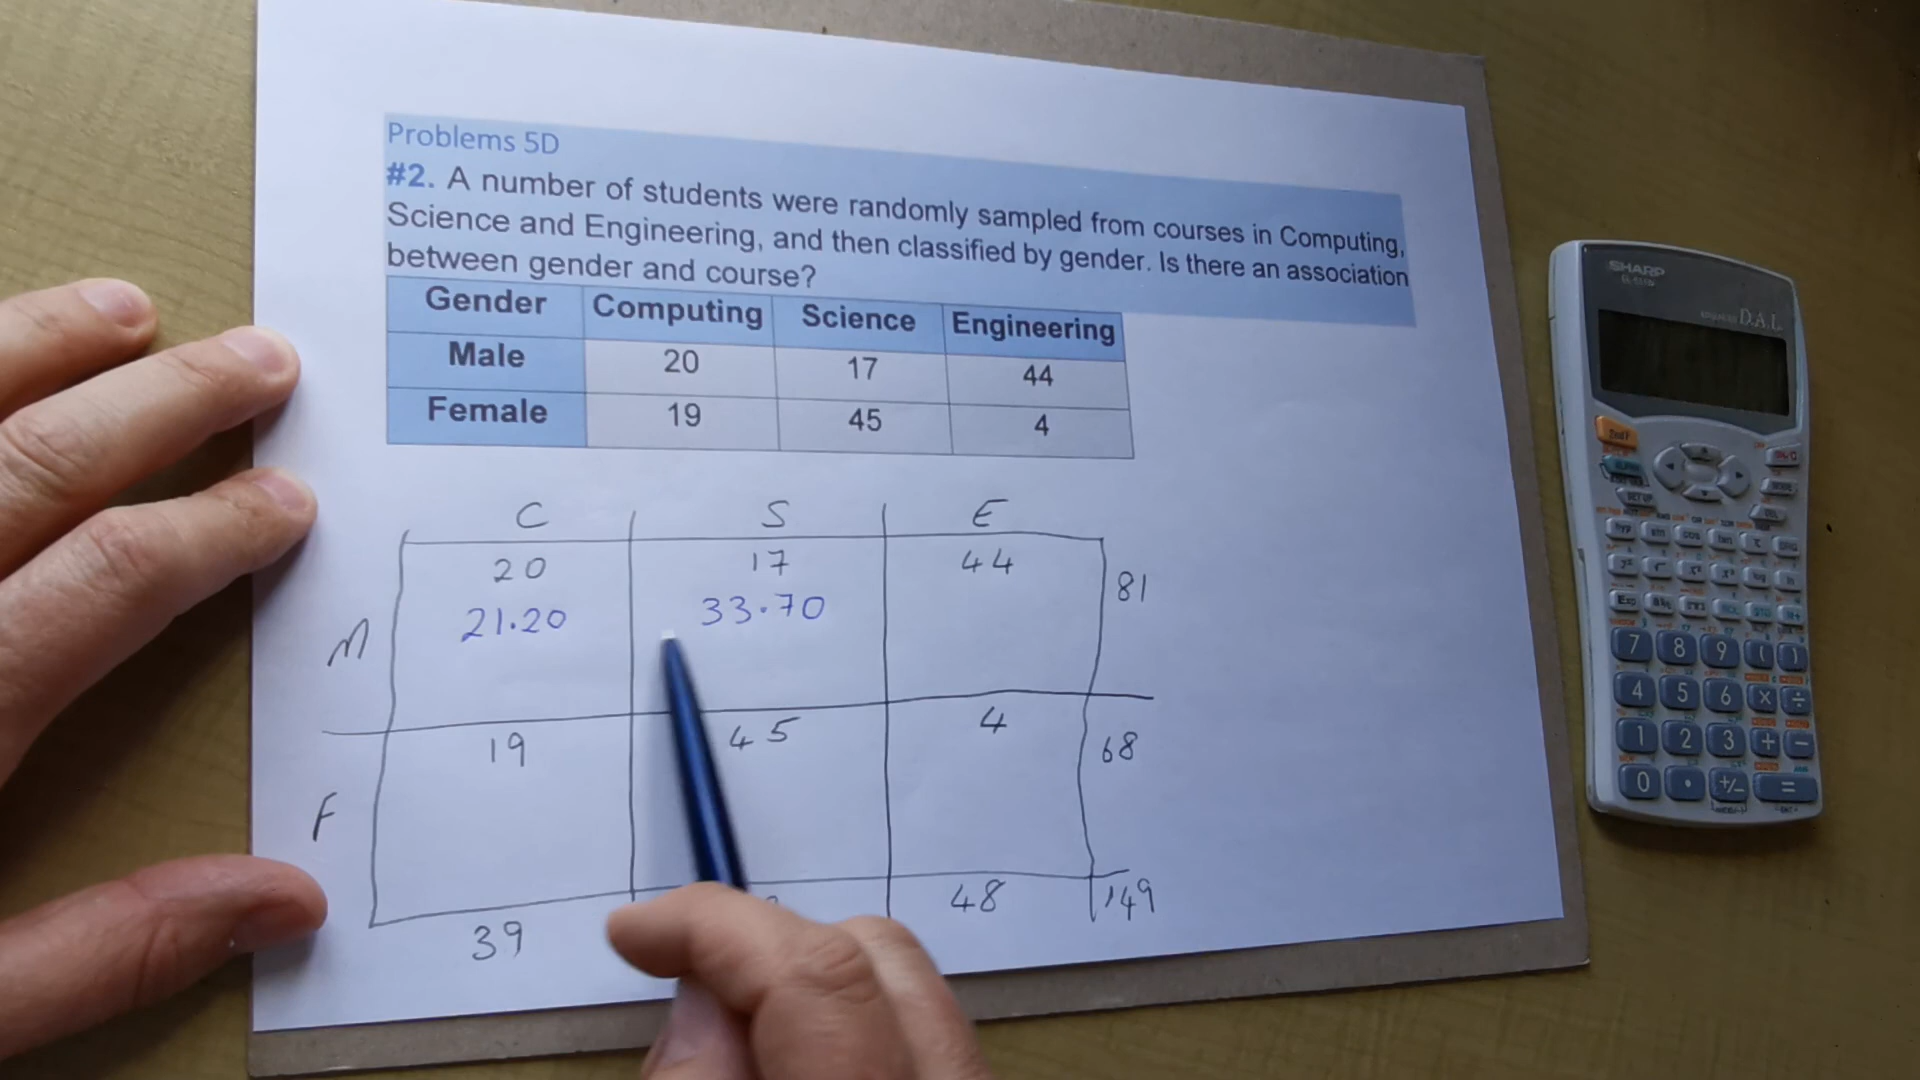 Problems 5D
#2. A number of students were randomly sampled from courses in Computing,
Science and Engineering, and then classified by gender. Is there an association
between gender and course?
Gender Computing Science Engineering
Male 20 17 44
Female 19 45 4
C S E
20 17 44 81
M 21.20 33.70
19 45 4 68
F
39 48 149
SHARP
D.A.L.
7 8 9 ( )
4 5 6 × ÷
1 2 3 + −
0 • +/− =